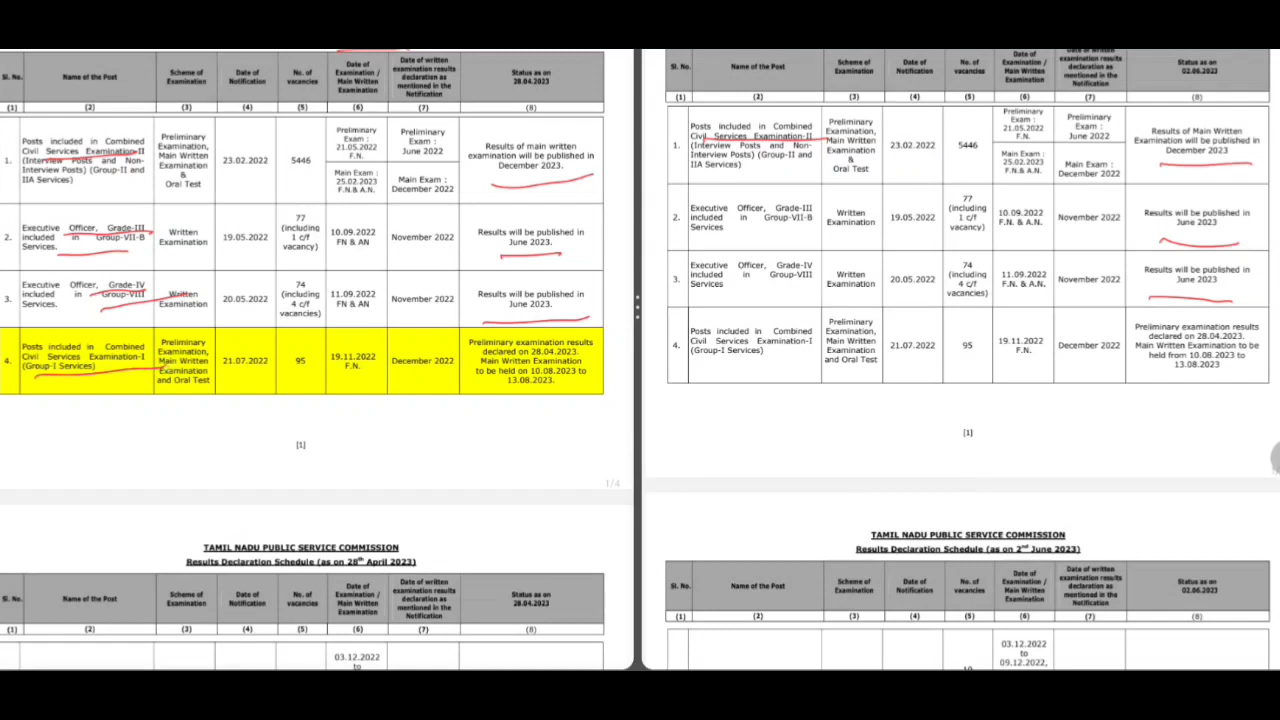 Sl. No.
Name of the Post
Scheme of
Examination
Date of
Notification
No. of
vacancies
Date of
Examination /
Main Written
Examination
Date of written
examination results
declaration as
mentioned in the
Notification
Status as on
28.04.2023
(1)
(2)
(3)
(4)
(5)
(6)
(7)
(8)
1.
Posts included in Combined
Civil Services Examination-II
(Interview Posts and Non-
Interview Posts) (Group-II and
IIA Services)
Preliminary
Examination,
Main Written
Examination
&
Oral Test
23.02.2022
5446
Preliminary
Exam :
21.05.2022
F.N.
Main Exam :
25.02.2023
F.N.& A.N.
Preliminary
Exam :
June 2022
Main Exam :
December 2022
Results of main written
examination will be published in
December 2023.
2.
Executive Officer, Grade-III
included in Group-VII-B
Services.
Written
Examination
19.05.2022
77
(including
1 c/f
vacancy)
10.09.2022
FN & AN
November 2022
Results will be published in
June 2023.
3.
Executive Officer, Grade-IV
included in Group-VIII
Services.
Written
Examination
20.05.2022
74
(including
4 c/f
vacancies)
11.09.2022
FN & AN
November 2022
Results will be published in
June 2023.
4.
Posts included in Combined
Civil Services Examination-I
(Group-I Services)
Preliminary
Examination,
Main Written
Examination
and Oral Test
21.07.2022
95
19.11.2022
F.N.
December 2022
Preliminary examination results
declared on 28.04.2023.
Main Written Examination
to be held on 10.08.2023 to
13.08.2023.
[1]
1/4
TAMIL NADU PUBLIC SERVICE COMMISSION
Results Declaration Schedule (as on 28th April 2023)
Sl. No.
Name of the Post
Scheme of
Examination
Date of
Notification
No. of
vacancies
Date of
Examination /
Main Written
Examination
Date of written
examination results
declaration as
mentioned in the
Notification
Status as on
28.04.2023
(1)
(2)
(3)
(4)
(5)
(6)
(7)
(8)
03.12.2022
to
Sl. No.
Name of the Post
Scheme of
Examination
Date of
Notification
No. of
vacancies
Date of
Examination /
Main Written
Examination
Date of written
examination results
declaration as
mentioned in the
Notification
Status as on
02.06.2023
(1)
(2)
(3)
(4)
(5)
(6)
(7)
(8)
1.
Posts included in Combined
Civil Services Examination-II
(Interview Posts and Non-
Interview Posts) (Group-II and
IIA Services)
Preliminary
Examination,
Main Written
Examination
&
Oral Test
23.02.2022
5446
Preliminary
Exam :
21.05.2022
F.N.
Main Exam :
25.02.2023
F.N.& A.N.
Preliminary
Exam :
June 2022
Main Exam :
December 2022
Results of Main Written
Examination will be published in
December 2023
2.
Executive Officer, Grade-III
included in Group-VII-B
Services
Written
Examination
19.05.2022
77
(including
1 c/f
vacancy)
10.09.2022
F.N. & A.N.
November 2022
Results will be published in
June 2023
3.
Executive Officer, Grade-IV
included in Group-VIII
Services
Written
Examination
20.05.2022
74
(including
4 c/f
vacancies)
11.09.2022
F.N. & A.N.
November 2022
Results will be published in
June 2023
4.
Posts included in Combined
Civil Services Examination-I
(Group-I Services)
Preliminary
Examination,
Main Written
Examination
and Oral Test
21.07.2022
95
19.11.2022
F.N.
December 2022
Preliminary examination results
declared on 28.04.2023.
Main Written Examination to be
held from 10.08.2023 to
13.08.2023
[1]
TAMIL NADU PUBLIC SERVICE COMMISSION
Results Declaration Schedule (as on 2nd June 2023)
Sl. No.
Name of the Post
Scheme of
Examination
Date of
Notification
No. of
vacancies
Date of
Examination /
Main Written
Examination
Date of written
examination results
declaration as
mentioned in the
Notification
Status as on
02.06.2023
(1)
(2)
(3)
(4)
(5)
(6)
(7)
(8)
03.12.2022
to
09.12.2022,